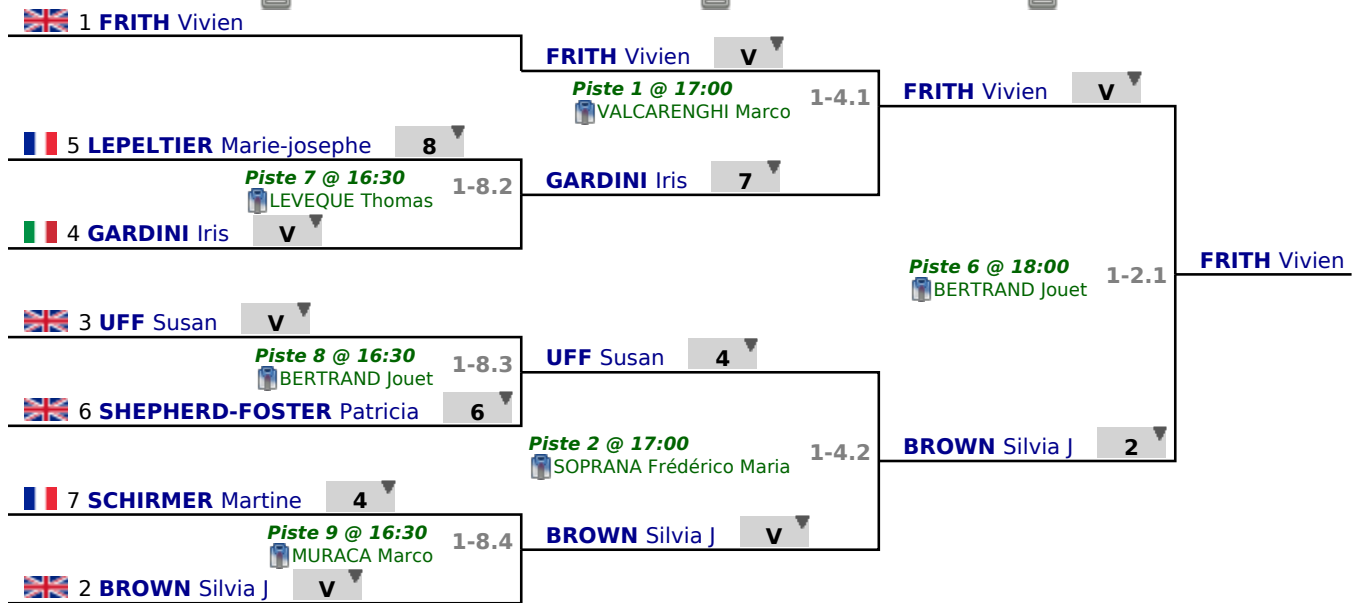 1 FRITH Vivien
FRITH Vivien V
Piste 1 @ 17:00
VALCARENGHI Marco
1-4.1
FRITH Vivien V
5 LEPELTIER Marie-josephe 8
Piste 7 @ 16:30
LEVEQUE Thomas
1-8.2
GARDINI Iris 7
4 GARDINI Iris V
Piste 6 @ 18:00
BERTRAND Jouet
1-2.1
FRITH Vivien
3 UFF Susan V
Piste 8 @ 16:30
BERTRAND Jouet
1-8.3
UFF Susan 4
6 SHEPHERD-FOSTER Patricia 6
Piste 2 @ 17:00
SOPRANA Frédérico Maria
1-4.2
BROWN Silvia J 2
7 SCHIRMER Martine 4
Piste 9 @ 16:30
MURACA Marco
1-8.4
BROWN Silvia J V
2 BROWN Silvia J V